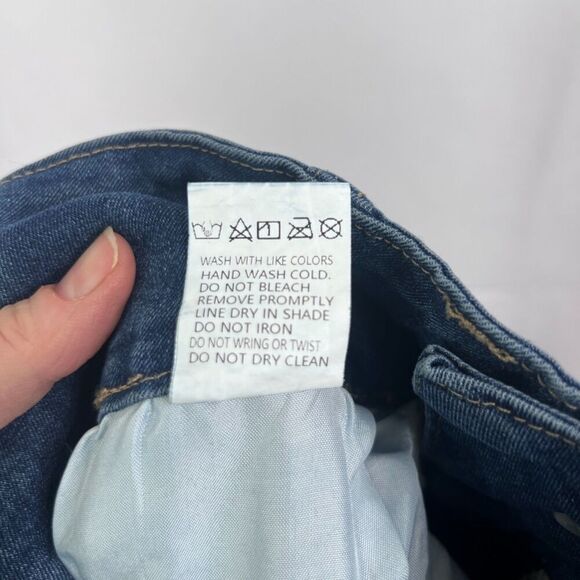 WASH WITH LIKE COLORS
HAND WASH COLD.
DO NOT BLEACH
REMOVE PROMPTLY
LINE DRY IN SHADE
DO NOT IRON
DO NOT WRING OR TWIST
DO NOT DRY CLEAN